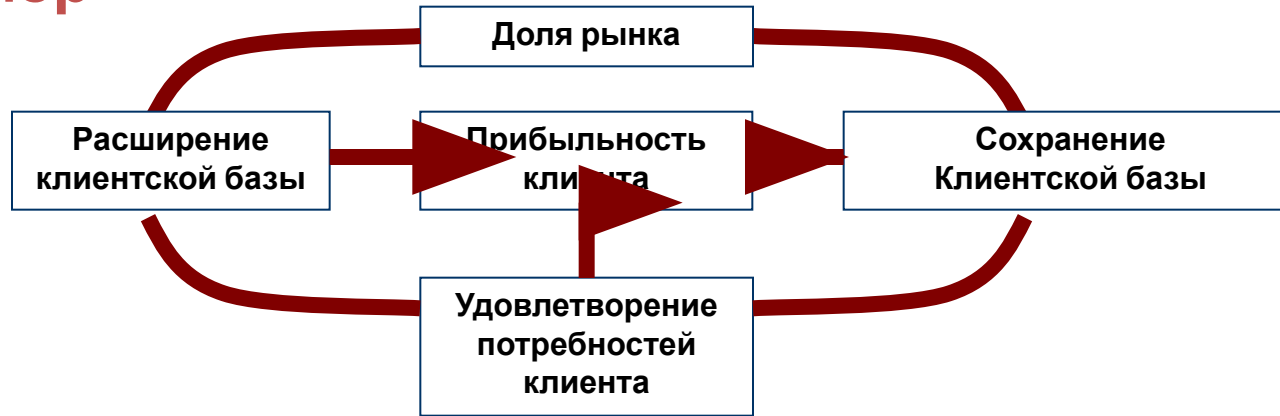 Доля рынка
Расширение
клиентской базы
Прибыльность
клиента
Сохранение
Клиентской базы
Удовлетворение
потребностей
клиента